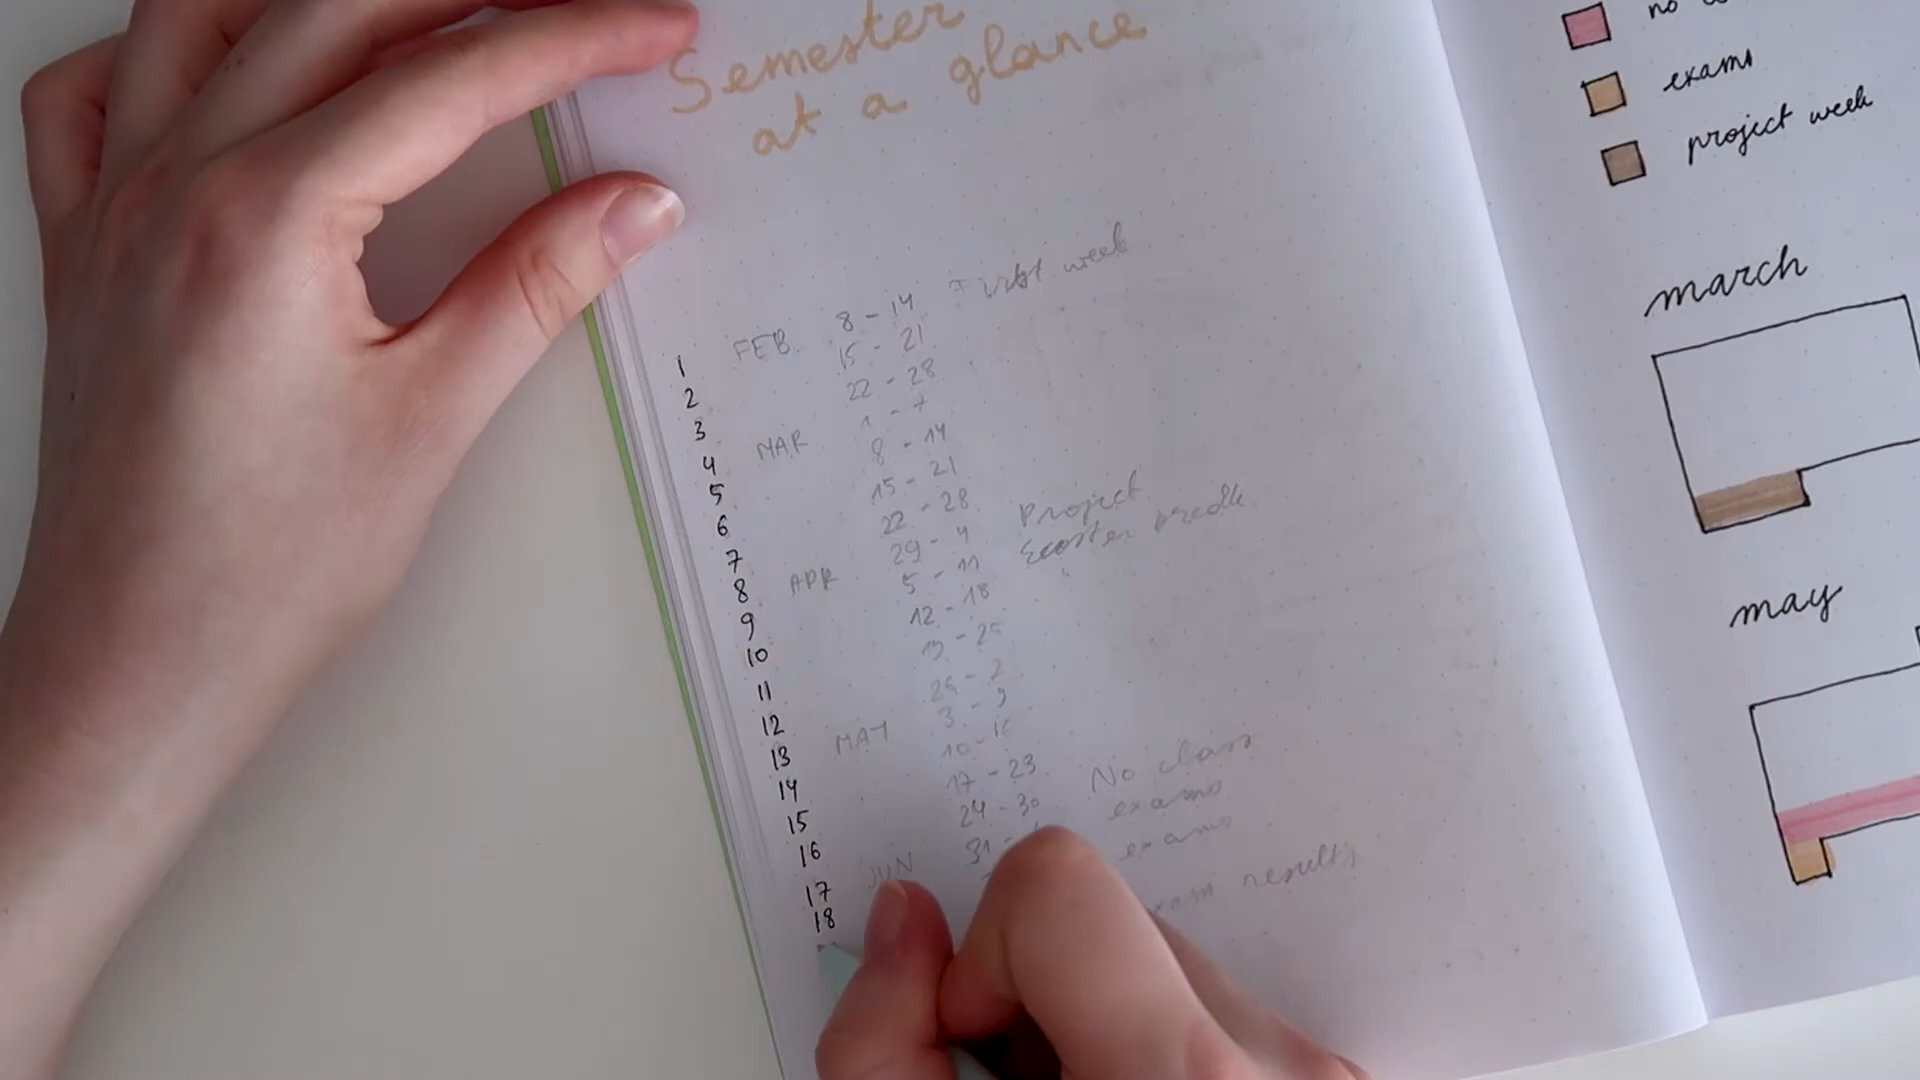 Semester
at a glance
1 FEB 8 - 14 First week
2 15 - 21
3 22 - 28
4 MAR 1 - 7
5 8 - 14
6 15 - 21
7 22 - 28
8 APR 29 - 4 Project
9 5 - 11 Easter
10 12 - 18
11 - 25
12 26 - 2
13 MAY 3 - 9
14 10 - 16
15 17 - 23
16 24 - 30 No class
17 JUN 31 - exams
18 exams
exam results
no
exams
project week
march
may